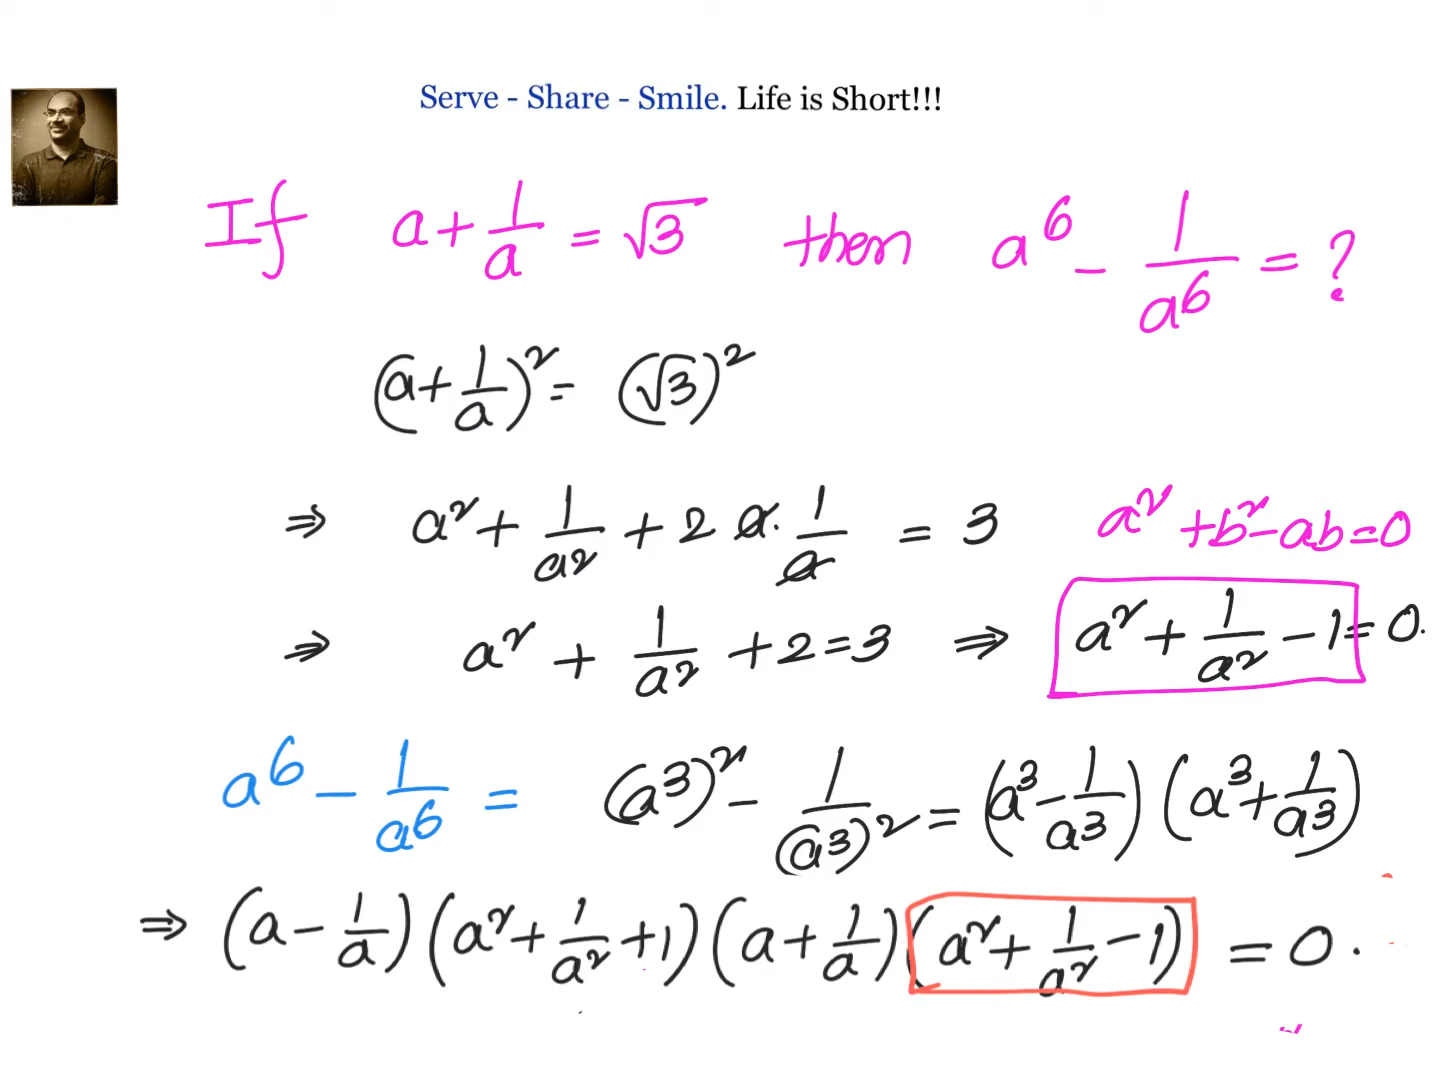 Serve - Share - Smile. Life is Short!!!
If a + 1/a = √3 then a⁶ - 1/a⁶ = ?
(a + 1/a)² = (√3)²
⇒ a² + 1/a² + 2 a · 1/a = 3
a² + b² - ab = 0
⇒ a² + 1/a² + 2 = 3 ⇒ a² + 1/a² - 1 = 0.
a⁶ - 1/a⁶ = (a³)² - 1/(a³)² = (a³ - 1/a³)(a³ + 1/a³)
⇒ (a - 1/a)(a² + 1/a² + 1)(a + 1/a)(a² + 1/a² - 1) = 0.